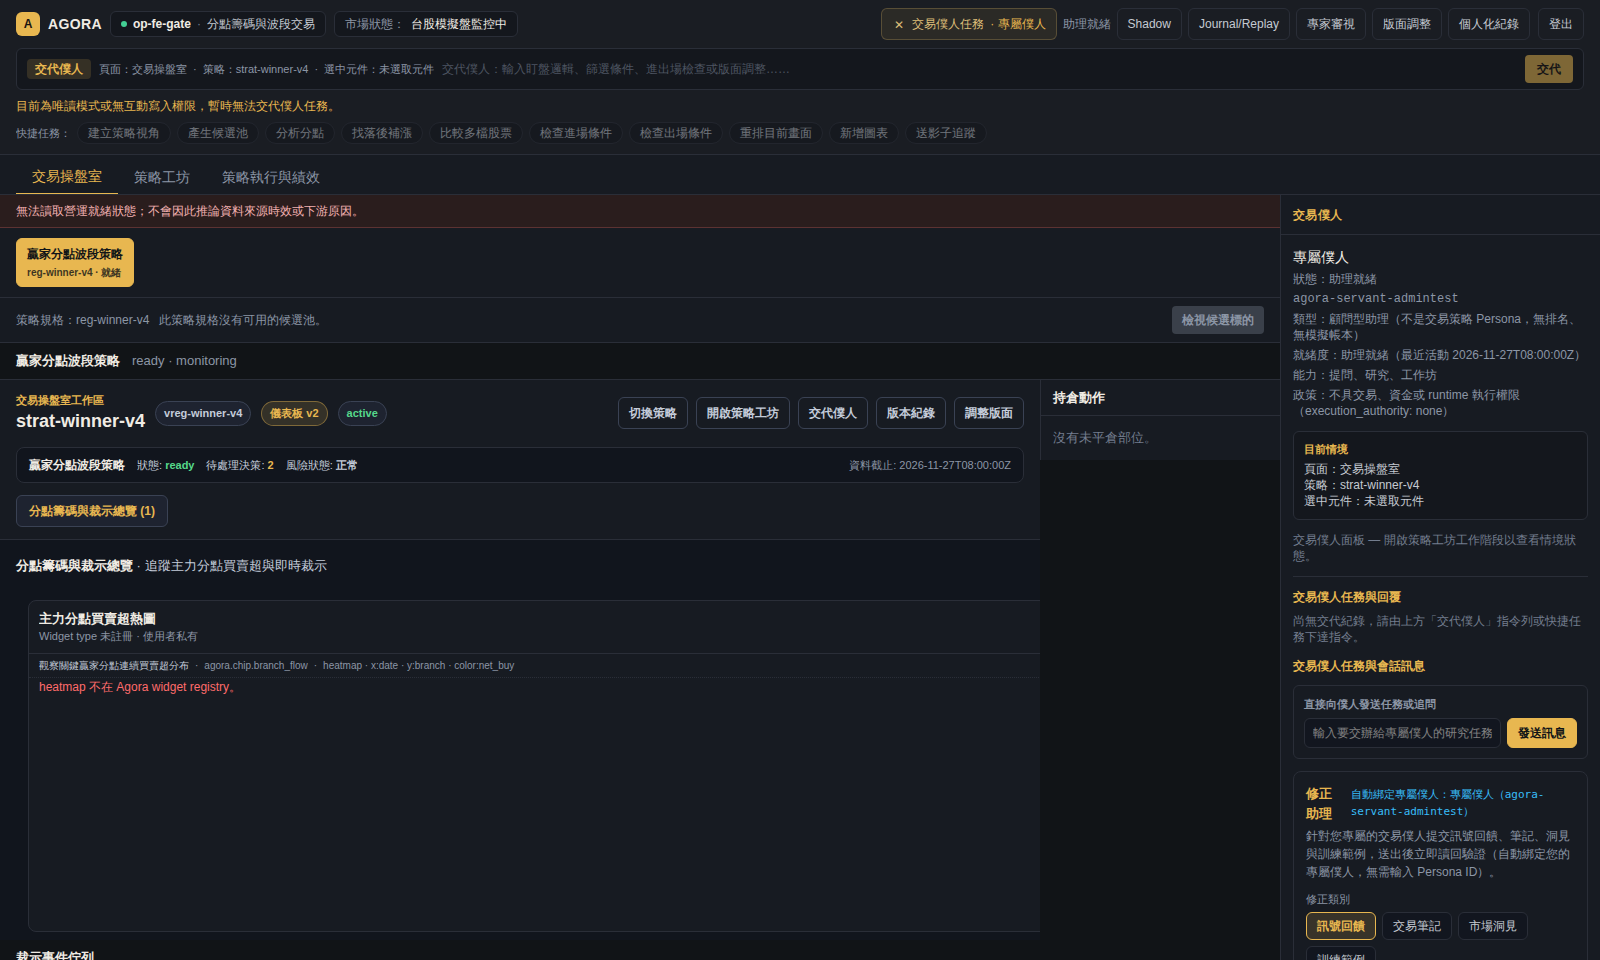 A AGORA op-fe-gate · 分點籌碼與波段交易 市場狀態： 台股模擬盤監控中 ✕ 交易僕人任務 · 專屬僕人 助理就緒 Shadow Journal/Replay 專家審視 版面調整 個人化紀錄 登出
交代僕人 頁面：交易操盤室 · 策略：strat-winner-v4 · 選中元件：未選取元件 交代僕人：輸入盯盤邏輯、篩選條件、進出場檢查或版面調整…… 交代
目前為唯讀模式或無互動寫入權限，暫時無法交代僕人任務。
快捷任務： 建立策略視角 產生候選池 分析分點 找落後補漲 比較多檔股票 檢查進場條件 檢查出場條件 重排目前畫面 新增圖表 送影子追蹤
交易操盤室 策略工坊 策略執行與績效
無法讀取營運就緒狀態；不會因此推論資料來源時效或下游原因。
贏家分點波段策略
reg-winner-v4 · 就緒
策略規格：reg-winner-v4 此策略規格沒有可用的候選池。 檢視候選標的
贏家分點波段策略 ready · monitoring
交易操盤室工作區
strat-winner-v4 vreg-winner-v4 儀表板 v2 active 切換策略 開啟策略工坊 交代僕人 版本紀錄 調整版面
贏家分點波段策略 狀態: ready 待處理決策: 2 風險狀態: 正常 資料截止: 2026-11-27T08:00:00Z
分點籌碼與裁示總覽 (1)
分點籌碼與裁示總覽 · 追蹤主力分點買賣超與即時裁示
主力分點買賣超熱圖
Widget type 未註冊 · 使用者私有
觀察關鍵贏家分點連續買賣超分布 · agora.chip.branch_flow · heatmap · x:date · y:branch · color:net_buy
heatmap 不在 Agora widget registry。
裁示事件佇列
持倉動作
沒有未平倉部位。
交易僕人
專屬僕人
狀態：助理就緒
agora-servant-admintest
類型：顧問型助理（不是交易策略 Persona，無排名、
無模擬帳本）
就緒度：助理就緒（最近活動 2026-11-27T08:00:00Z）
能力：提問、研究、工作坊
政策：不具交易、資金或 runtime 執行權限
（execution_authority: none）
目前情境
頁面：交易操盤室
策略：strat-winner-v4
選中元件：未選取元件
交易僕人面板 — 開啟策略工坊工作階段以查看情境狀
態。
交易僕人任務與回覆
尚無交代紀錄，請由上方「交代僕人」指令列或快捷任
務下達指令。
交易僕人任務與會話訊息
直接向僕人發送任務或追問
輸入要交辦給專屬僕人的研究任務 發送訊息
修正
助理
自動綁定專屬僕人：專屬僕人（agora-
servant-admintest）
針對您專屬的交易僕人提交訊號回饋、筆記、洞見
與訓練範例，送出後立即讀回驗證（自動綁定您的
專屬僕人，無需輸入 Persona ID）。
修正類別
訊號回饋 交易筆記 市場洞見
訓練範例